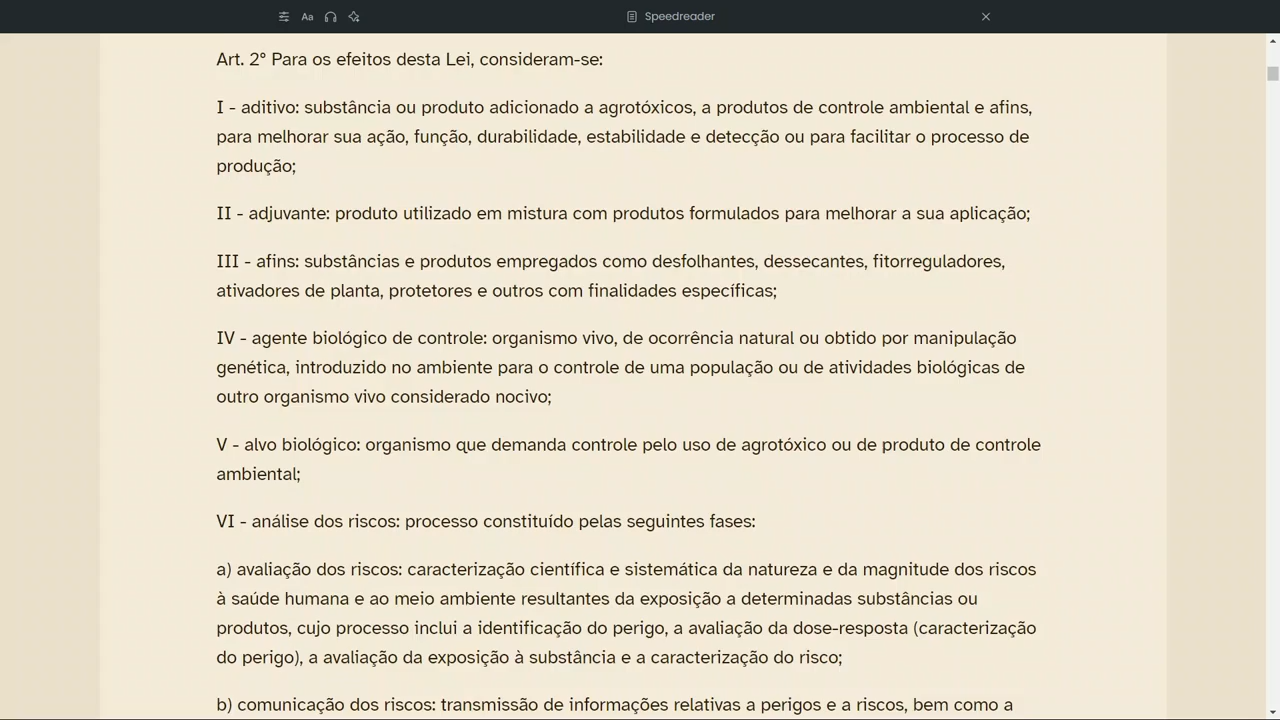 Aa
Speedreader
Art. 2° Para os efeitos desta Lei, consideram-se:
I - aditivo: substância ou produto adicionado a agrotóxicos, a produtos de controle ambiental e afins,
para melhorar sua ação, função, durabilidade, estabilidade e detecção ou para facilitar o processo de
produção;
II - adjuvante: produto utilizado em mistura com produtos formulados para melhorar a sua aplicação;
III - afins: substâncias e produtos empregados como desfolhantes, dessecantes, fitorreguladores,
ativadores de planta, protetores e outros com finalidades específicas;
IV - agente biológico de controle: organismo vivo, de ocorrência natural ou obtido por manipulação
genética, introduzido no ambiente para o controle de uma população ou de atividades biológicas de
outro organismo vivo considerado nocivo;
V - alvo biológico: organismo que demanda controle pelo uso de agrotóxico ou de produto de controle
ambiental;
VI - análise dos riscos: processo constituído pelas seguintes fases:
a) avaliação dos riscos: caracterização científica e sistemática da natureza e da magnitude dos riscos
à saúde humana e ao meio ambiente resultantes da exposição a determinadas substâncias ou
produtos, cujo processo inclui a identificação do perigo, a avaliação da dose-resposta (caracterização
do perigo), a avaliação da exposição à substância e a caracterização do risco;
b) comunicação dos riscos: transmissão de informações relativas a perigos e a riscos, bem como a